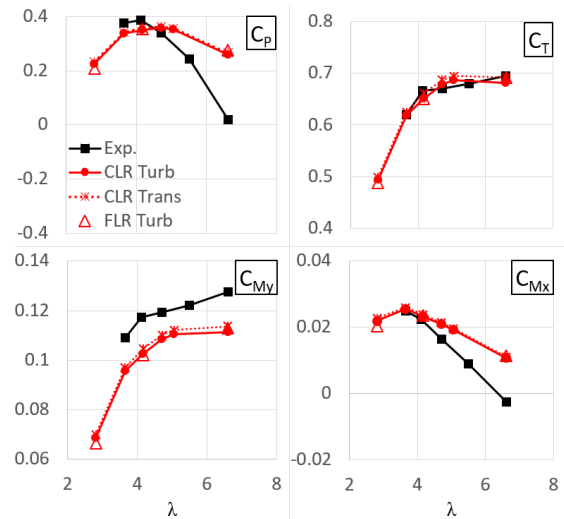 0.4
0.2
0
-0.2
-0.4
C_P
Exp.
CLR Turb
CLR Trans
FLR Turb
0.8
0.7
0.6
0.5
0.4
C_T
0.14
0.12
0.1
0.08
0.06
C_My
2 4 6 8
λ
0.04
0.02
0
-0.02
C_Mx
2 4 6 8
λ